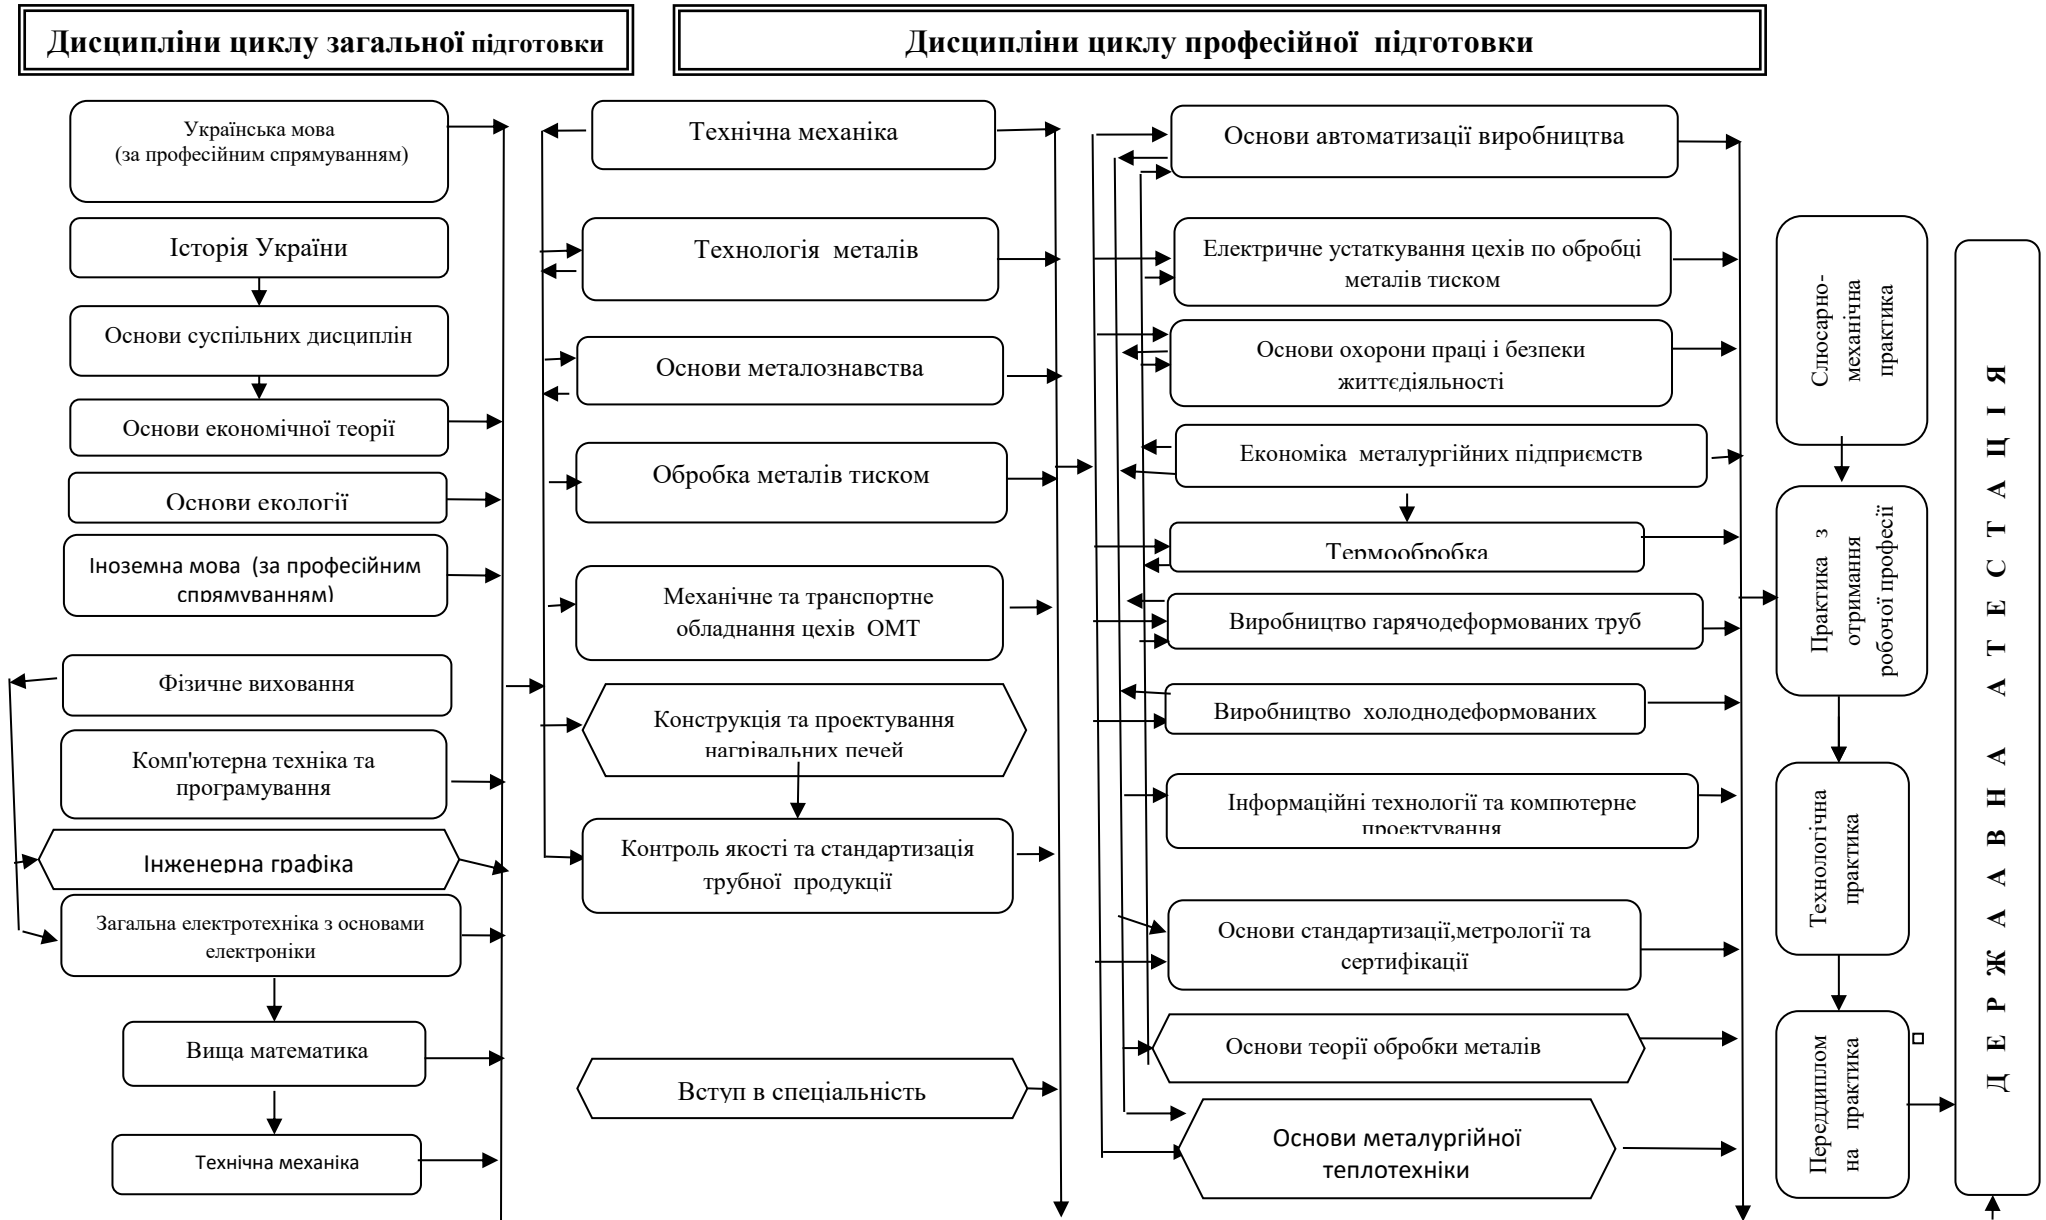 Дисципліни циклу загальної підготовки
Дисципліни циклу професійної підготовки
Українська мова
(за професійним спрямуванням)
Історія України
Основи суспільних дисциплін
Основи економічної теорії
Основи екології
Іноземна мова (за професійним
спрямуванням)
Фізичне виховання
Комп'ютерна техніка та
програмування
Інженерна графіка
Загальна електротехніка з основами
електроніки
Вища математика
Технічна механіка
Технічна механіка
Технологія металів
Основи металознавства
Обробка металів тиском
Механічне та транспортне
обладнання цехів ОМТ
Конструкція та проектування
нагрівальних печей
Контроль якості та стандартизація
трубної продукції
Вступ в спеціальність
Основи автоматизації виробництва
Електричне устаткування цехів по обробці
металів тиском
Основи охорони праці і безпеки
життєдіяльності
Економіка металургійних підприємств
Термообробка
Виробництво гарячодеформованих труб
Виробництво холоднодеформованих
Інформаційні технології та компютерне
проектування
Основи стандартизації,метрології та
сертифікації
Основи теорії обробки металів
Основи металургійної
теплотехніки
Слюсарно-
механічна
практика
Практика з
отримання
робочої професії
Технологічна
практика
Переддиплом
на практика
ДЕРЖААВНА АТЕСТАЦІЯ